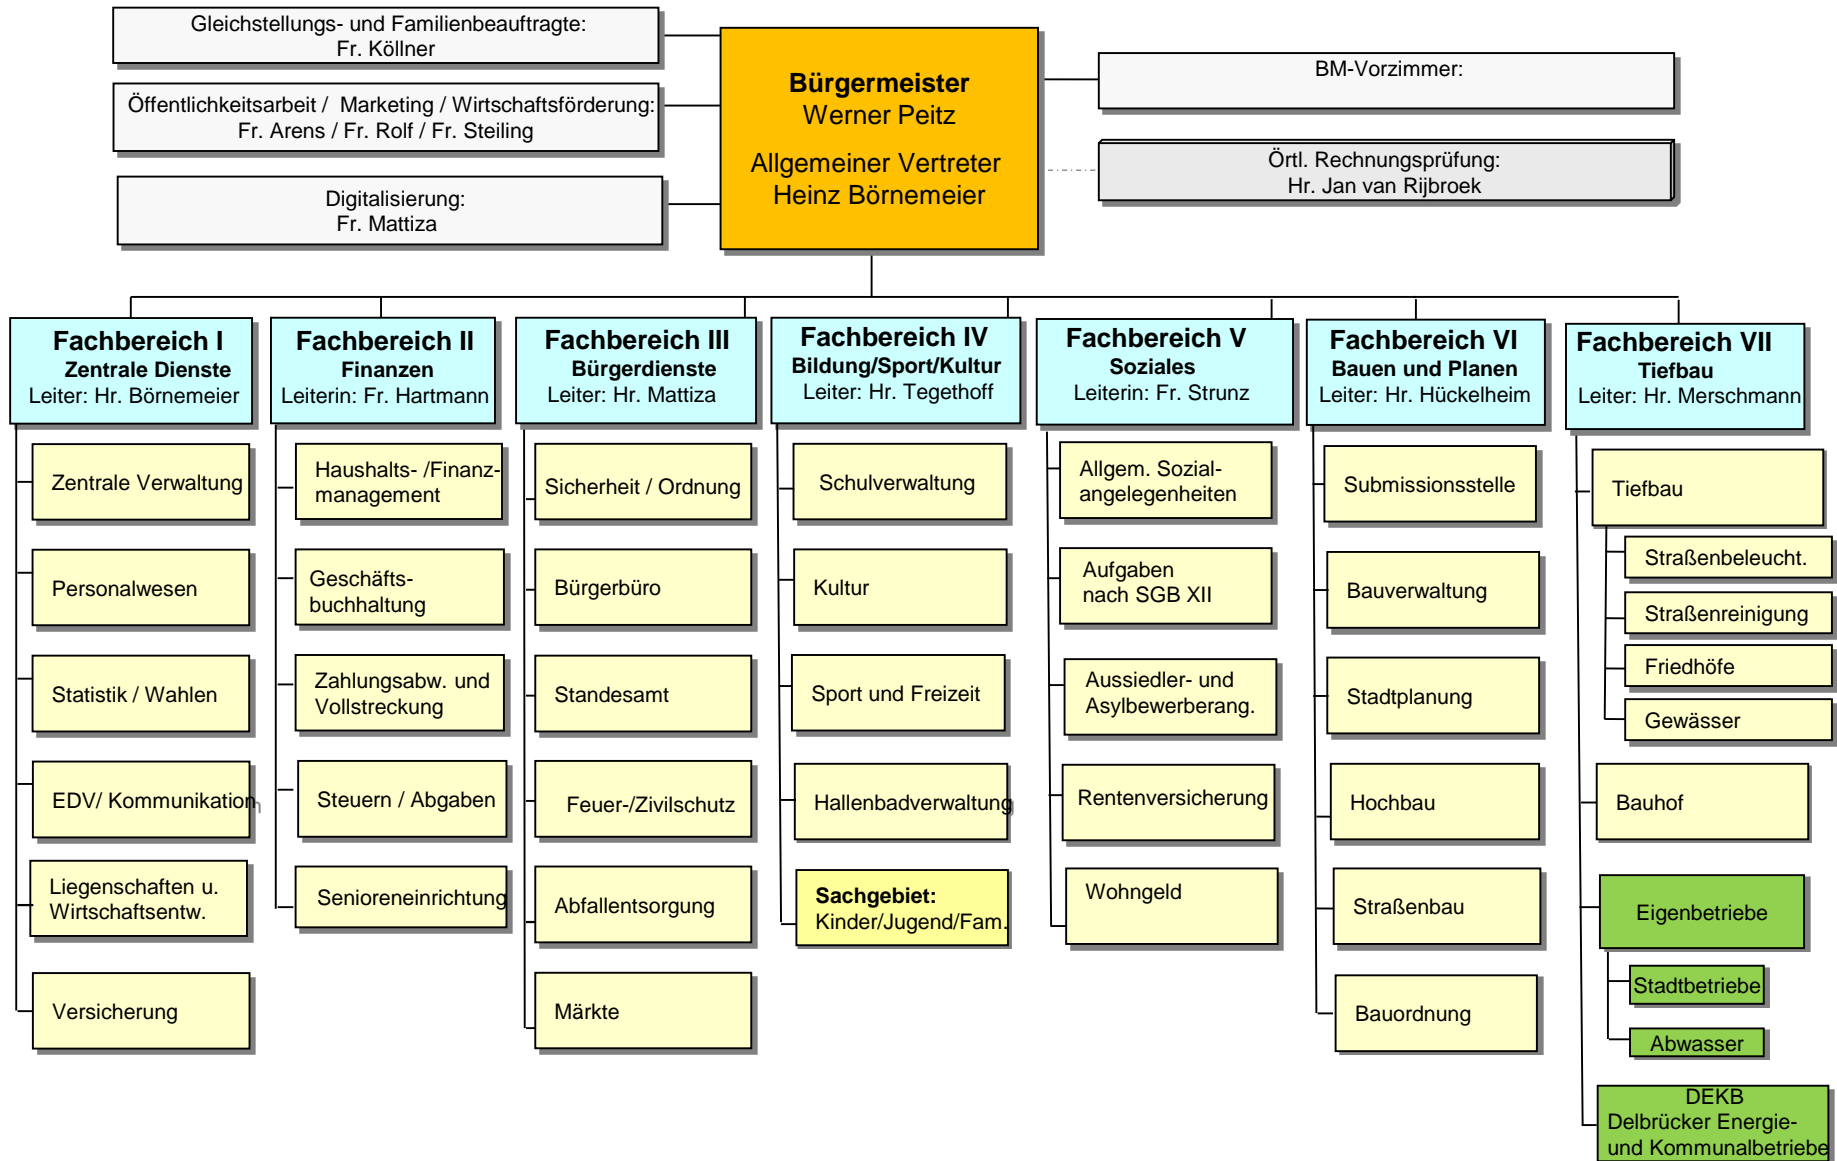 Gleichstellungs- und Familienbeauftragte:
Fr. Köllner
Öffentlichkeitsarbeit / Marketing / Wirtschaftsförderung:
Fr. Arens / Fr. Rolf / Fr. Steiling
Digitalisierung:
Fr. Mattiza
Bürgermeister
Werner Peitz
Allgemeiner Vertreter
Heinz Börnemeier
BM-Vorzimmer:
Örtl. Rechnungsprüfung:
Hr. Jan van Rijbroek
Fachbereich I
Zentrale Dienste
Leiter: Hr. Börnemeier
Zentrale Verwaltung
Personalwesen
Statistik / Wahlen
EDV/ Kommunikation
Liegenschaften u.
Wirtschaftsentw.
Versicherung
Fachbereich II
Finanzen
Leiterin: Fr. Hartmann
Haushalts- /Finanz-
management
Geschäfts-
buchhaltung
Zahlungsabw. und
Vollstreckung
Steuern / Abgaben
Senioreneinrichtung
Fachbereich III
Bürgerdienste
Leiter: Hr. Mattiza
Sicherheit / Ordnung
Bürgerbüro
Standesamt
Feuer-/Zivilschutz
Abfallentsorgung
Märkte
Fachbereich IV
Bildung/Sport/Kultur
Leiter: Hr. Tegethoff
Schulverwaltung
Kultur
Sport und Freizeit
Hallenbadverwaltung
Sachgebiet:
Kinder/Jugend/Fam.
Fachbereich V
Soziales
Leiterin: Fr. Strunz
Allgem. Sozial-
angelegenheiten
Aufgaben
nach SGB XII
Aussiedler- und
Asylbewerberang.
Rentenversicherung
Wohngeld
Fachbereich VI
Bauen und Planen
Leiter: Hr. Hückelheim
Submissionsstelle
Bauverwaltung
Stadtplanung
Hochbau
Straßenbau
Bauordnung
Fachbereich VII
Tiefbau
Leiter: Hr. Merschmann
Tiefbau
Straßenbeleucht.
Straßenreinigung
Friedhöfe
Gewässer
Bauhof
Eigenbetriebe
Stadtbetriebe
Abwasser
DEKB
Delbrücker Energie-
und Kommunalbetriebe